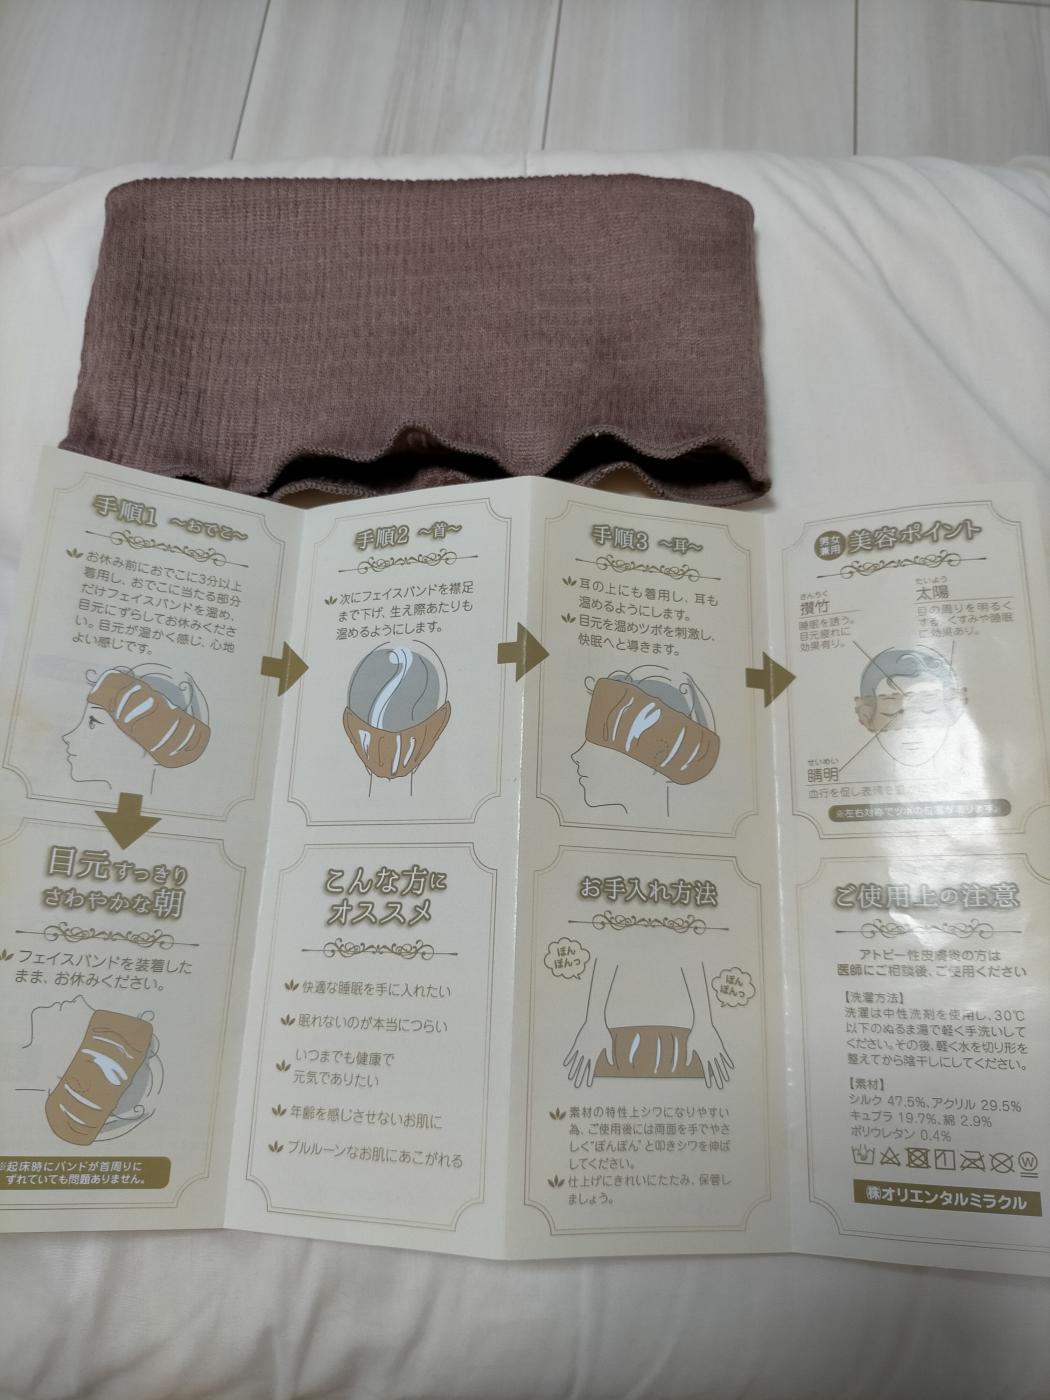 手順1 〜おでこ〜
お休み前におでこに3分以上
着用し、おでこに当たる部分
だけフェイスバンドを温め、
目元にずらしてお休みくださ
い。目元が温かく感じ、心地
よい感じです。
手順2 〜首〜
次にフェイスバンドを襟足
まで下げ、生え際あたりも
温めるようにします。
手順3 〜耳〜
耳の上にも着用し、耳も
温めるようにします。
目元を温めツボを刺激し、
快眠へと導きます。
男女兼用 美容ポイント
さんちく
攅竹
睡眠を誘う。
目元疲れに
効果有り。
たいよう
太陽
目の周りを明るく
する。くすみや睡眠
に効果あり。
せいめい
睛明
血行を促し表情を
※左右対称でツボの位置が有ります。
目元すっきり
さわやかな朝
フェイスバンドを装着した
まま、お休みください。
※起床時にバンドが首周りに
ずれていても問題ありません。
こんな方に
オススメ
快適な睡眠を手に入れたい
眠れないのが本当につらい
いつまでも健康で
元気でありたい
年齢を感じさせないお肌に
プルルーンなお肌にあこがれる
お手入れ方法
ぽん
ぽんっ
ぽん
ぽんっ
素材の特性上シワになりやすい
為、ご使用後には両面を手でやさ
しく"ぽんぽん"と叩きシワを伸ば
してください。
仕上げにきれいにたたみ、保管し
ましょう。
ご使用上の注意
アトピー性皮膚炎の方は
医師にご相談後、ご使用ください
【洗濯方法】
洗濯は中性洗剤を使用し、30℃
以下のぬるま湯で軽く手洗いして
ください。その後、軽く水を切り形を
整えてから陰干しにしてください。
【素材】
シルク 47.5%、アクリル 29.5%
キュプラ 19.7%、綿 2.9%
ポリウレタン 0.4%
㈱オリエンタルミラクル